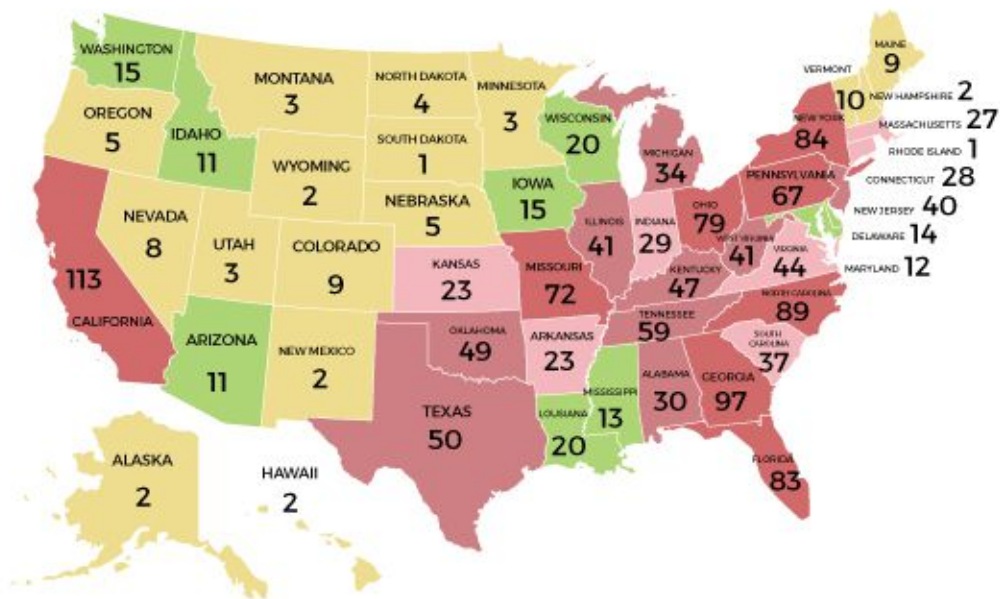 WASHINGTON
15
OREGON
5
CALIFORNIA
113
IDAHO
11
NEVADA
8
MONTANA
3
WYOMING
2
UTAH
3
COLORADO
9
ARIZONA
11
NEW MEXICO
2
NORTH DAKOTA
4
SOUTH DAKOTA
1
NEBRASKA
5
KANSAS
23
OKLAHOMA
49
TEXAS
50
MINNESOTA
3
IOWA
15
MISSOURI
72
ARKANSAS
23
LOUSIANA
20
WISCONSIN
20
ILLINOIS
41
MICHIGAN
34
INDIANA
29
OHIO
79
KENTUCKY
47
TENNESSEE
59
MISSISSIPPI
13
ALABAMA
30
GEORGIA
97
FLORIDA
83
SOUTH
CAROLINA
37
NORTH CAROLINA
89
VIRGINIA
44
WEST VIRGINIA
41
PENNSYLVANIA
67
NEW YORK
84
VERMONT
10
MAINE
9
NEW HAMPSHIRE 2
MASSACHUSETTS 27
RHODE ISLAND 1
CONNECTICUT 28
NEW JERSEY 40
DELAWARE 14
MARYLAND 12
ALASKA
2
HAWAII
2